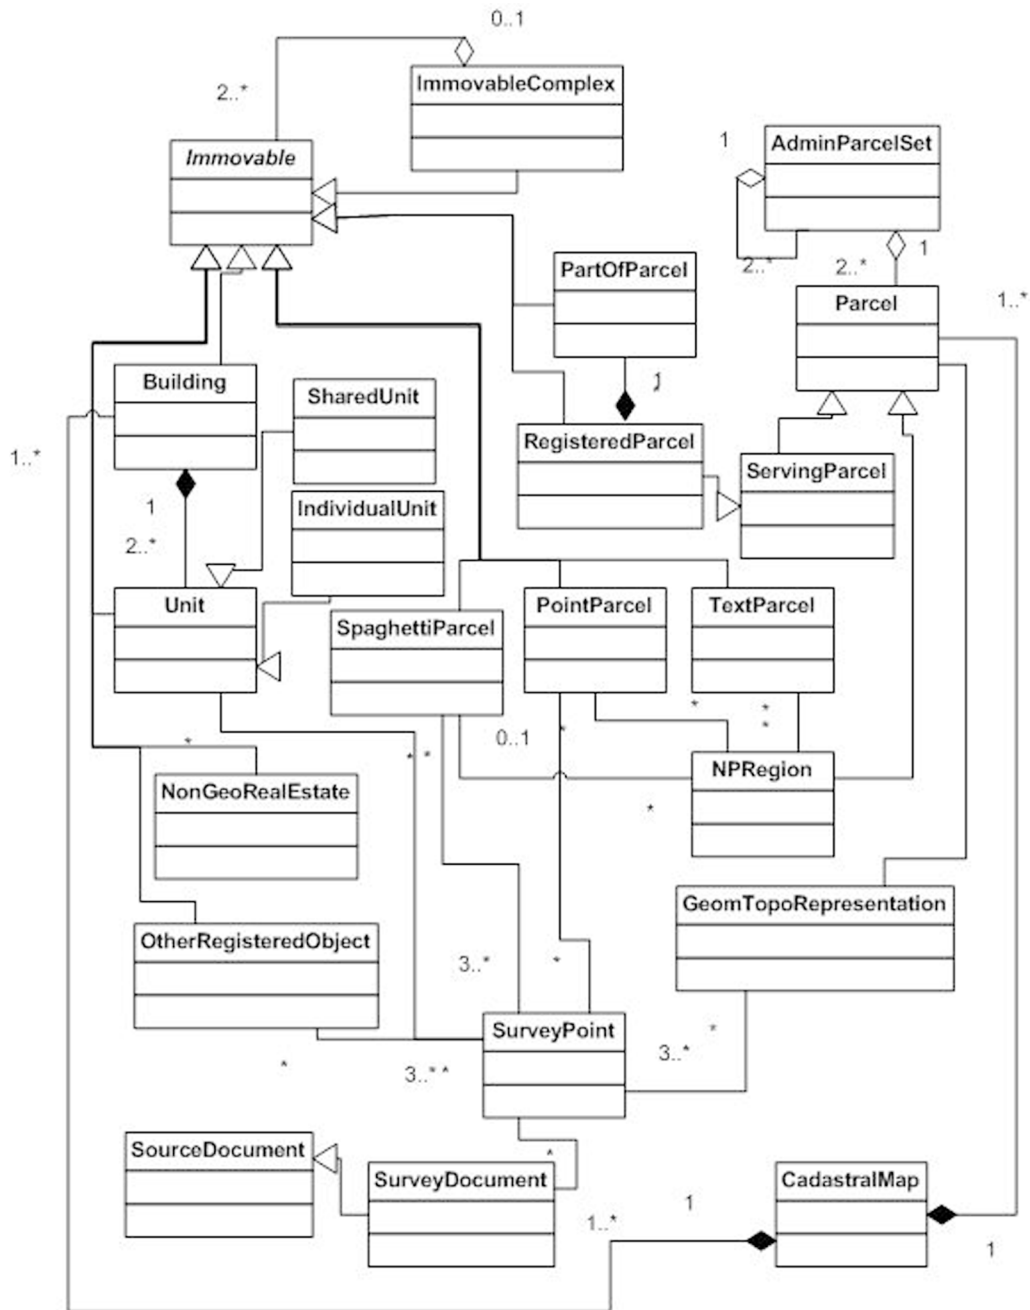 0..1
ImmovableComplex
2..*
AdminParcelSet
1
Immovable
1
PartOfParcel
2..*
2..*
Parcel
1..*
Building
SharedUnit
1
RegisteredParcel
ServingParcel
1..*
IndividualUnit
1
2..*
Unit
SpaghettiParcel
PointParcel
TextParcel
*
*
*
*
0..1
*
*
*
NPRegion
NonGeoRealEstate
*
GeomTopoRepresentation
OtherRegisteredObject
3..*
*
SurveyPoint
*
3..*
*
3..*
*
SourceDocument
*
SurveyDocument
CadastralMap
1
1..*
1